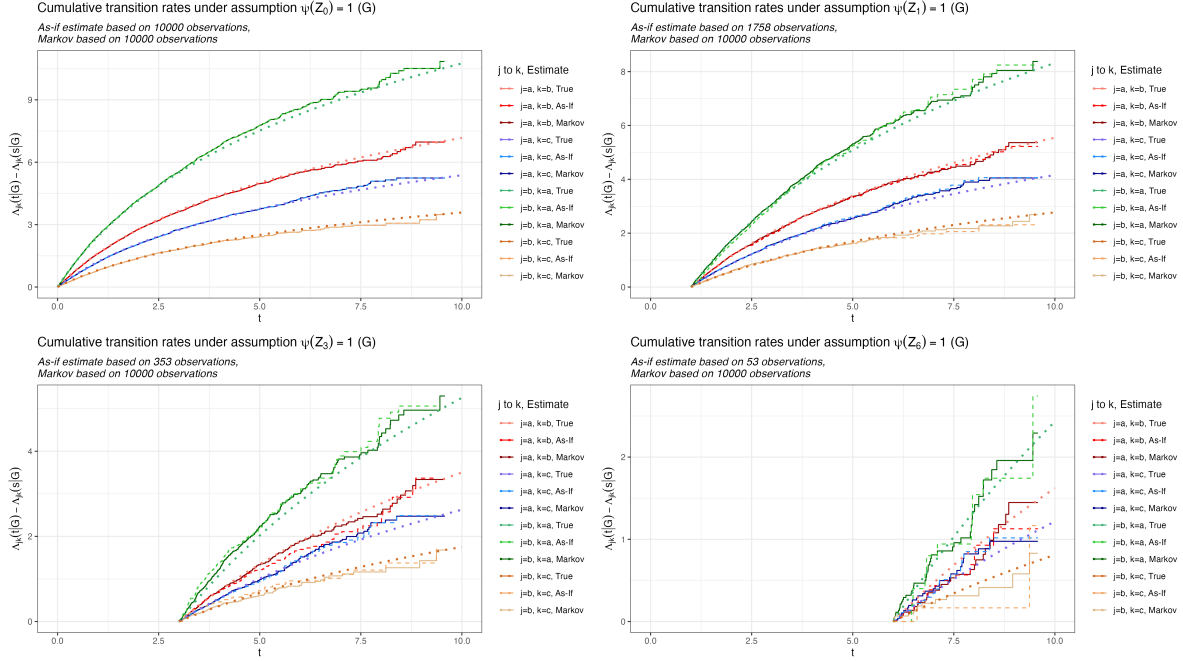 Cumulative transition rates under assumption ψ(Z₀) = 1 (G)
As-if estimate based on 10000 observations,
Markov based on 10000 observations
Λjk(t|G) − Λjk(s|G)
9
6
3
0
0.0 2.5 5.0 7.5 10.0
t
j to k, Estimate
j=a, k=b, True
j=a, k=b, As-If
j=a, k=b, Markov
j=a, k=c, True
j=a, k=c, As-If
j=a, k=c, Markov
j=b, k=a, True
j=b, k=a, As-If
j=b, k=a, Markov
j=b, k=c, True
j=b, k=c, As-If
j=b, k=c, Markov
Cumulative transition rates under assumption ψ(Z₁) = 1 (G)
As-if estimate based on 1758 observations,
Markov based on 10000 observations
Λjk(t|G) − Λjk(s|G)
8
6
4
2
0
0.0 2.5 5.0 7.5 10.0
t
j to k, Estimate
j=a, k=b, True
j=a, k=b, As-If
j=a, k=b, Markov
j=a, k=c, True
j=a, k=c, As-If
j=a, k=c, Markov
j=b, k=a, True
j=b, k=a, As-If
j=b, k=a, Markov
j=b, k=c, True
j=b, k=c, As-If
j=b, k=c, Markov
Cumulative transition rates under assumption ψ(Z₃) = 1 (G)
As-if estimate based on 353 observations,
Markov based on 10000 observations
Λjk(t|G) − Λjk(s|G)
4
2
0
0.0 2.5 5.0 7.5 10.0
t
j to k, Estimate
j=a, k=b, True
j=a, k=b, As-If
j=a, k=b, Markov
j=a, k=c, True
j=a, k=c, As-If
j=a, k=c, Markov
j=b, k=a, True
j=b, k=a, As-If
j=b, k=a, Markov
j=b, k=c, True
j=b, k=c, As-If
j=b, k=c, Markov
Cumulative transition rates under assumption ψ(Z₆) = 1 (G)
As-if estimate based on 53 observations,
Markov based on 10000 observations
Λjk(t|G) − Λjk(s|G)
2
1
0
0.0 2.5 5.0 7.5 10.0
t
j to k, Estimate
j=a, k=b, True
j=a, k=b, As-If
j=a, k=b, Markov
j=a, k=c, True
j=a, k=c, As-If
j=a, k=c, Markov
j=b, k=a, True
j=b, k=a, As-If
j=b, k=a, Markov
j=b, k=c, True
j=b, k=c, As-If
j=b, k=c, Markov